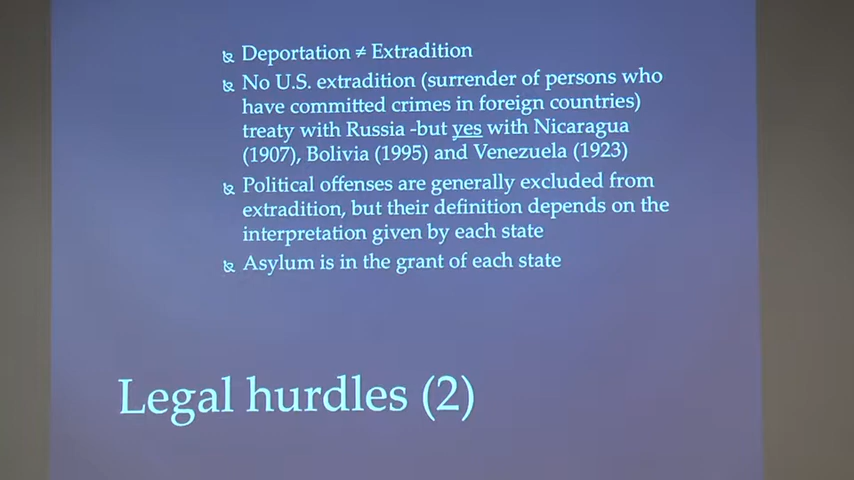 Deportation ≠ Extradition
No U.S. extradition (surrender of persons who
have committed crimes in foreign countries)
treaty with Russia -but yes with Nicaragua
(1907), Bolivia (1995) and Venezuela (1923)
Political offenses are generally excluded from
extradition, but their definition depends on the
interpretation given by each state
Asylum is in the grant of each state
Legal hurdles (2)